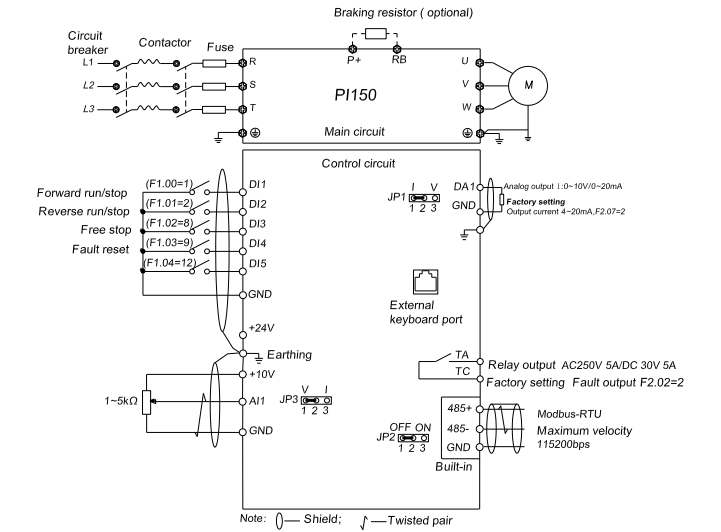 Braking resistor ( optional)
Circuit
breaker
Contactor
Fuse
P+
RB
L1
R
U
L2
S
V
M
PI150
L3
T
W
Main circuit
Control circuit
(F1.00=1)
DI1
Forward run/stop
(F1.01=2)
DI2
Reverse run/stop
(F1.02=8)
DI3
Free stop
(F1.03=9)
DI4
Fault reset
(F1.04=12)
DI5
GND
+24V
Earthing
+10V
1~5kΩ
AI1
GND
V I
JP3
1 2 3
I V
JP1
1 2 3
DA1
Analog output 1:0~10V/0~20mA
GND
Factory setting
Output current 4~20mA,F2.07=2
External
keyboard port
TA
Relay output AC250V 5A/DC 30V 5A
TC
Factory setting Fault output F2.02=2
OFF ON
JP2
1 2 3
485+
485-
GND
Built-in
Modbus-RTU
Maximum velocity
115200bps
Note: Shield; Twisted pair